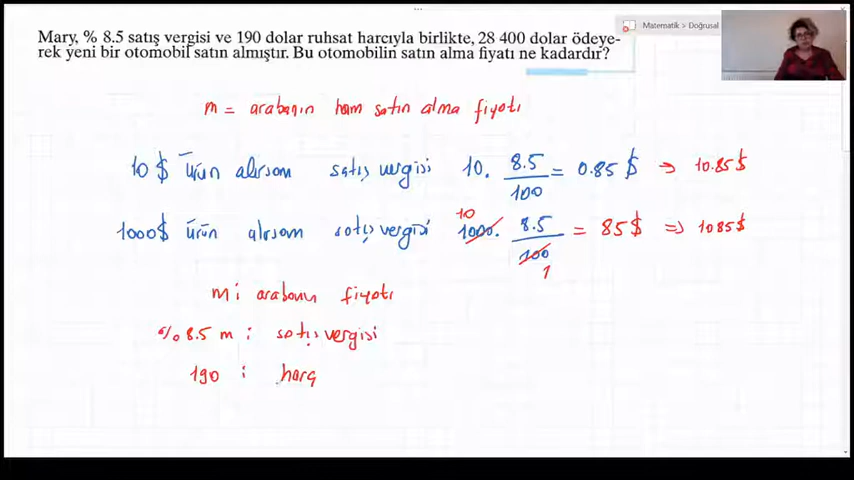 Matematik > Doğrusal
Mary, % 8.5 satış vergisi ve 190 dolar ruhsat harcıyla birlikte, 28 400 dolar ödeye-
rek yeni bir otomobil satın almıştır. Bu otomobilin satın alma fiyatı ne kadardır?
m = arabanın ham satın alma fiyatı
10 $ ürün alırsam satış vergisi 10 . 8.5/100 = 0.85 $ ⇒ 10.85 $
1000 $ ürün alırsam satış vergisi 10 1000 . 8.5/100 1 = 85 $ ⇒ 1085 $
m : arabanın fiyatı
% 8.5 m : satış vergisi
190 : harç